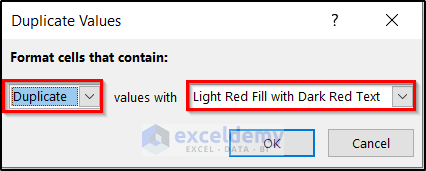 Duplicate Values
?
Format cells that contain:
Duplicate values with Light Red Fill with Dark Red Text
exceldemy
EXCEL - DATA - BI
OK Cancel